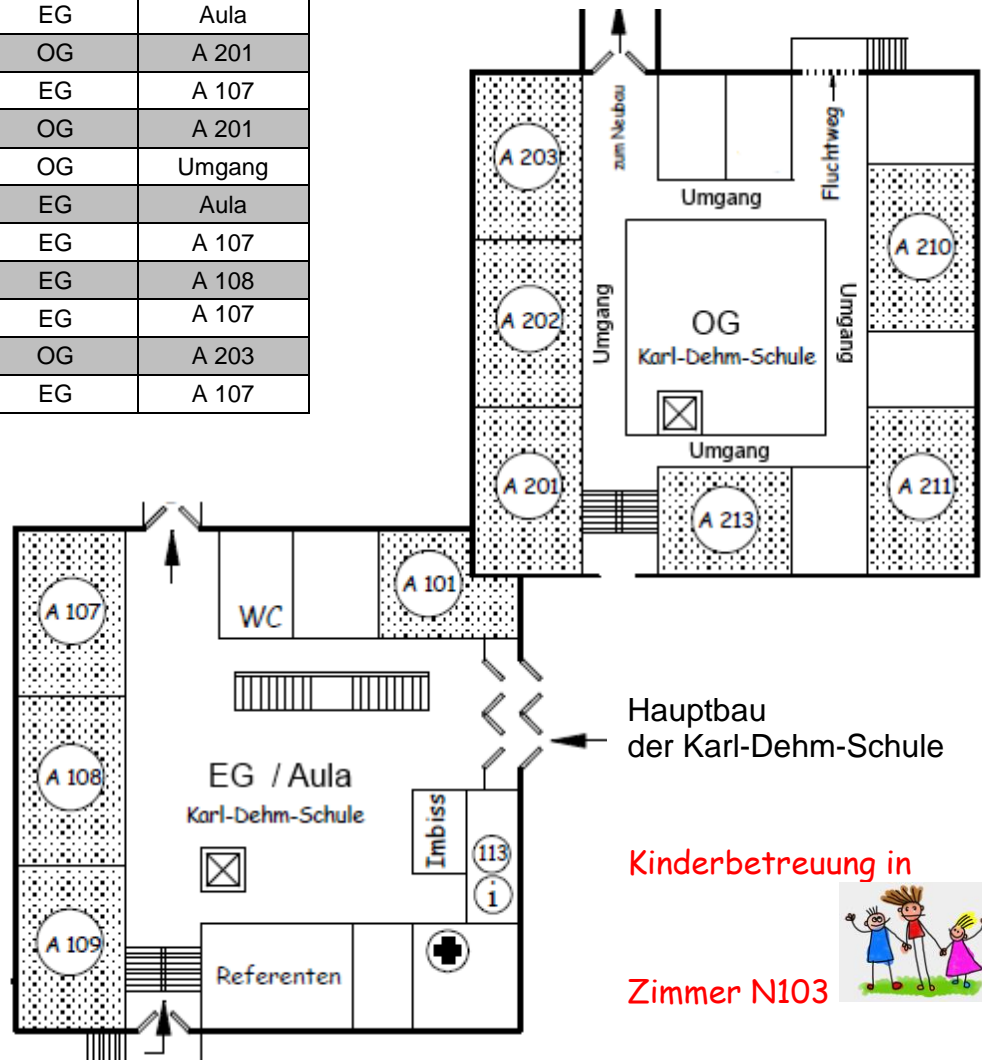 EG Aula
OG A 201
EG A 107
OG A 201
OG Umgang
EG Aula
EG A 107
EG A 108
EG A 107
OG A 203
EG A 107
zum Neubau
Fluchtweg
A 203
Umgang
A 210
A 202
Umgang
OG
Karl-Dehm-Schule
Umgang
Umgang
A 201
A 213
A 211
A 107
WC
A 101
A 108
EG / Aula
Karl-Dehm-Schule
Imbiss
113
i
A 109
Referenten
Hauptbau
der Karl-Dehm-Schule
Kinderbetreuung in
Zimmer N103